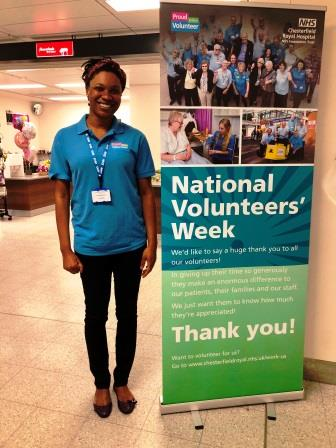 Proud to be a
Volunteer
NHS
Chesterfield
Royal Hospital
NHS Foundation Trust
National
Volunteers'
Week
We'd like to say a huge thank you to all
our volunteers!
In giving up their time so generously
they make an enormous difference to
our patients, their families and our staff.
We just want them to know how much
they're appreciated!
Thank you!
Want to volunteer for us?
Go to www.chesterfieldroyal.nhs.uk/work-us